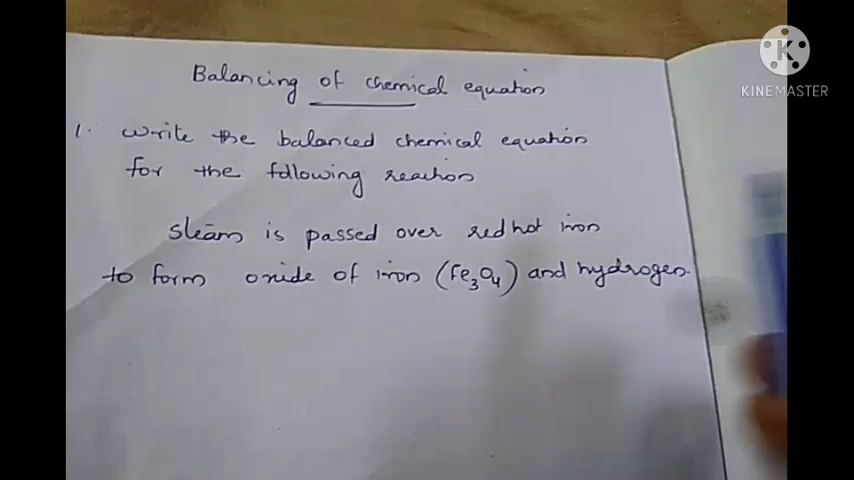 Balancing of chemical equation
KINEMASTER
1. write the balanced chemical equation
for the following reaction
steam is passed over red hot iron
to form oxide of iron (Fe₃O₄) and hydrogen.